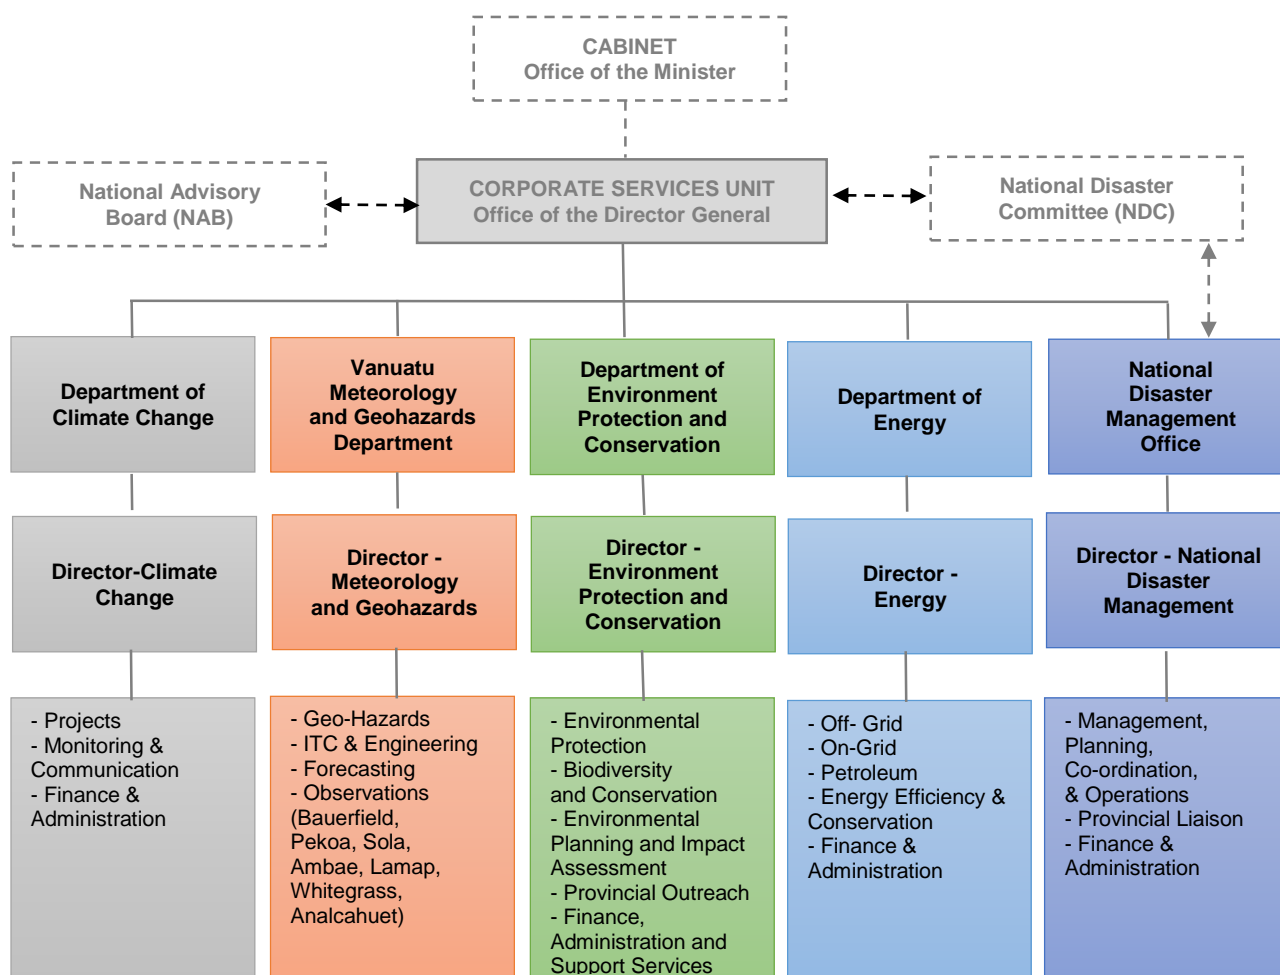 CABINET
Office of the Minister
National Advisory
Board (NAB)
CORPORATE SERVICES UNIT
Office of the Director General
National Disaster
Committee (NDC)
Department of
Climate Change
Vanuatu
Meteorology
and Geohazards
Department
Department of
Environment
Protection and
Conservation
Department of
Energy
National
Disaster
Management
Office
Director-Climate
Change
Director -
Meteorology
and Geohazards
Director -
Environment
Protection and
Conservation
Director -
Energy
Director - National
Disaster
Management
- Projects
- Monitoring &
Communication
- Finance &
Administration
- Geo-Hazards
- ITC & Engineering
- Forecasting
- Observations
(Bauerfield,
Pekoa, Sola,
Ambae, Lamap,
Whitegrass,
Analcahuet)
- Environmental
Protection
- Biodiversity
and Conservation
- Environmental
Planning and Impact
Assessment
- Provincial Outreach
- Finance,
Administration and
Support Services
- Off- Grid
- On-Grid
- Petroleum
- Energy Efficiency &
Conservation
- Finance &
Administration
- Management,
Planning,
Co-ordination,
& Operations
- Provincial Liaison
- Finance &
Administration